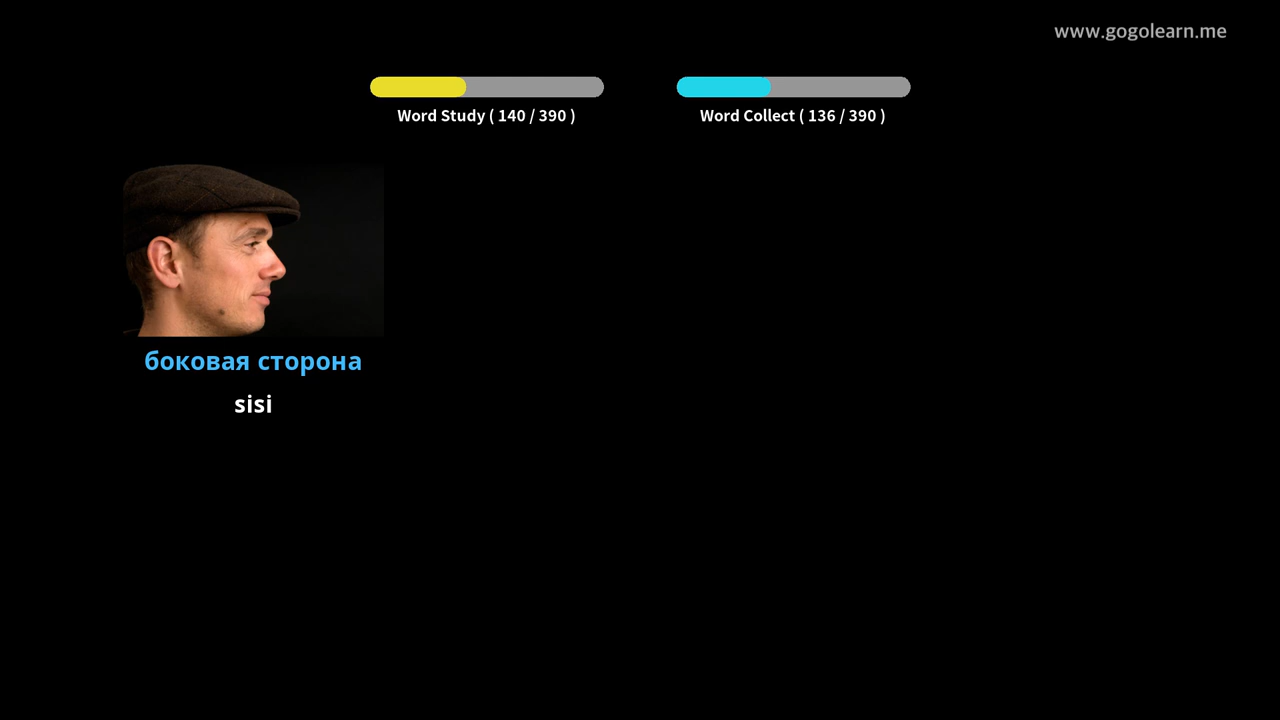 www.gogolearn.me
Word Study ( 140 / 390 )
Word Collect ( 136 / 390 )
боковая сторона
sisi